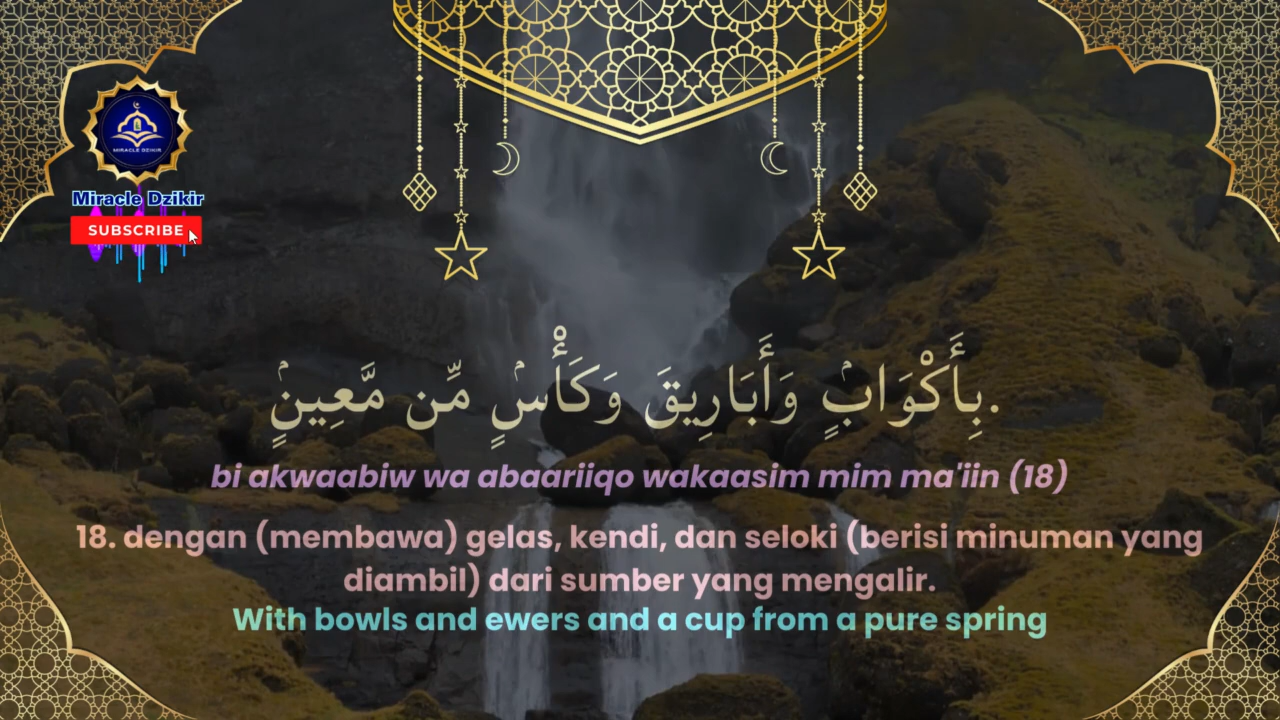 MIRACLE DZIKIR
Miracle Dzikir
SUBSCRIBE
.بِأَكْوَابٍۢ وَأَبَارِيقَ وَكَأْسٍۢ مِّن مَّعِينٍۢ
bi akwaabiw wa abaariiqo wakaasim mim ma'iin (18)
18. dengan (membawa) gelas, kendi, dan seloki (berisi minuman yang
diambil) dari sumber yang mengalir.
With bowls and ewers and a cup from a pure spring